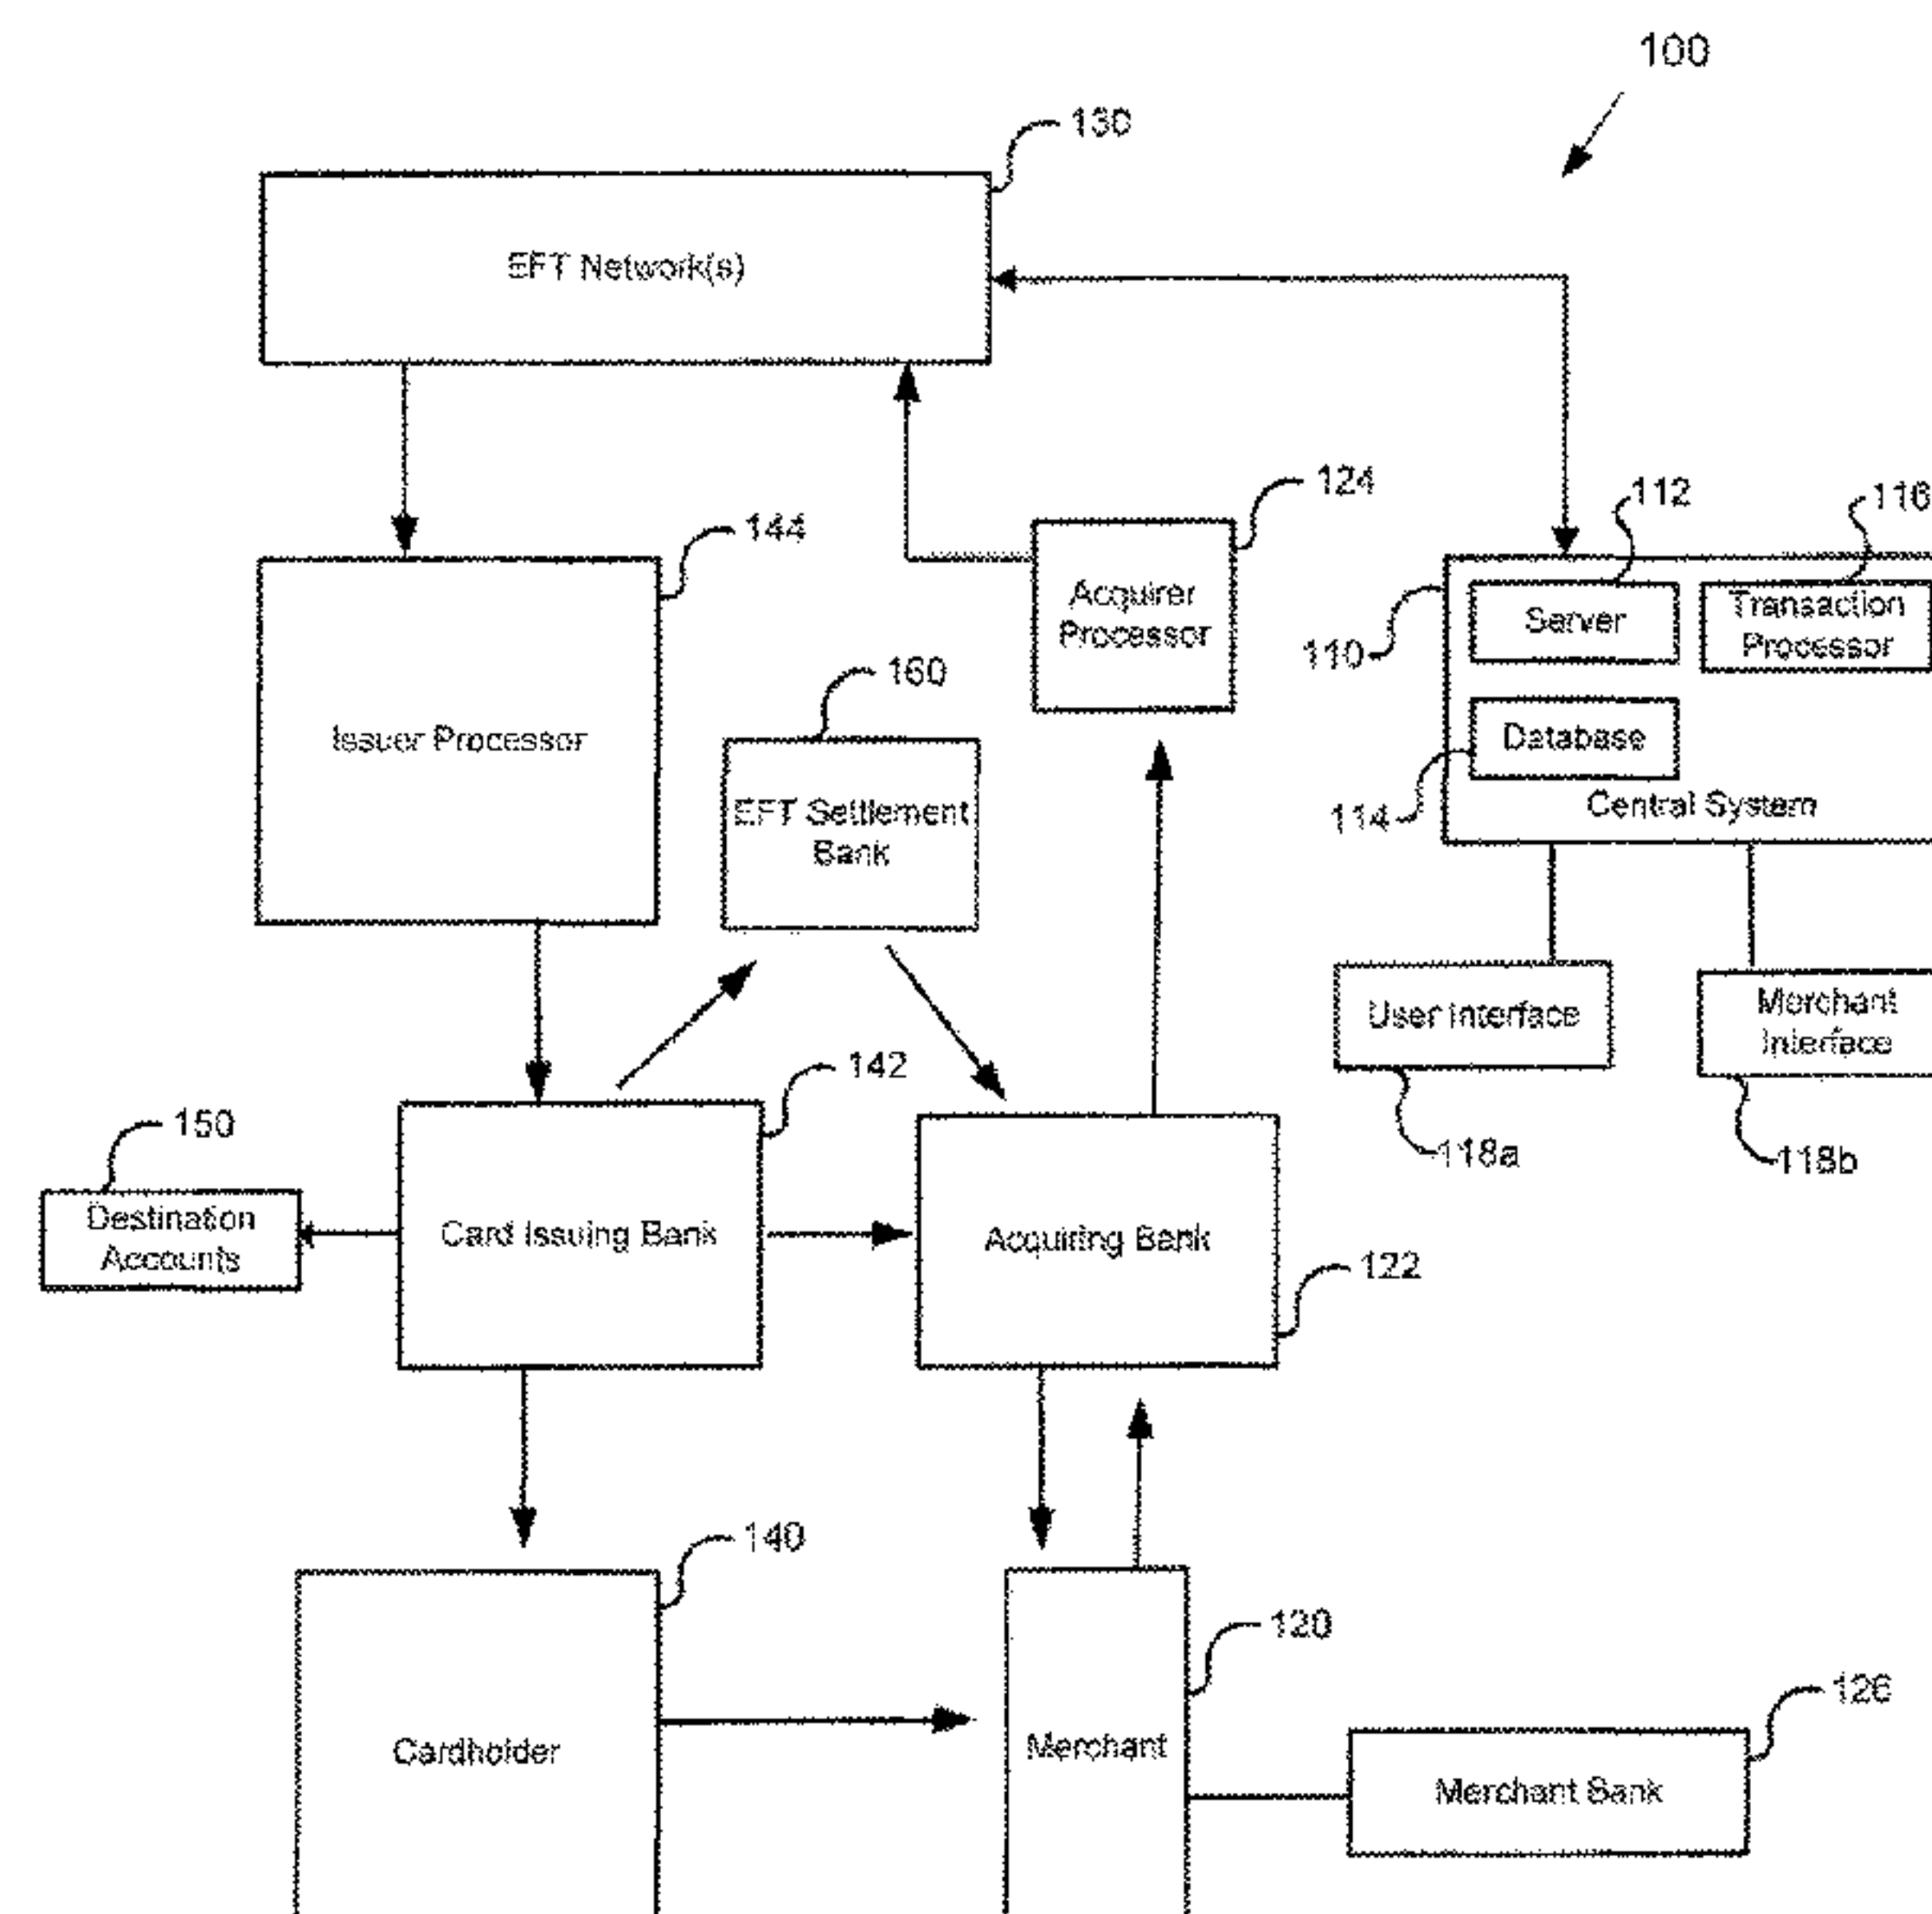 100
130
EFT Network(s)
124
112
116
144
Acquirer
Processor
Server
Transaction
Processor
110
160
Issuer Processor
Database
EFT Settlement
Bank
114
Central System
User Interface
Merchant
Interface
142
150
118a
118b
Destination
Accounts
Card Issuing Bank
Acquiring Bank
122
140
120
126
Cardholder
Merchant
Merchant Bank